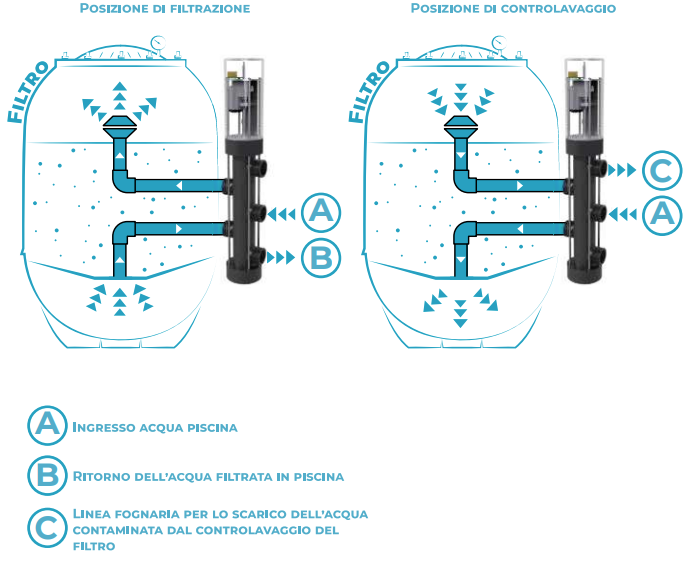 POSIZIONE DI FILTRAZIONE
POSIZIONE DI CONTROLAVAGGIO
FILTRO
FILTRO
A
B
C
A
A INGRESSO ACQUA PISCINA
B RITORNO DELL'ACQUA FILTRATA IN PISCINA
C LINEA FOGNARIA PER LO SCARICO DELL'ACQUA
CONTAMINATA DAL CONTROLAVAGGIO DEL
FILTRO